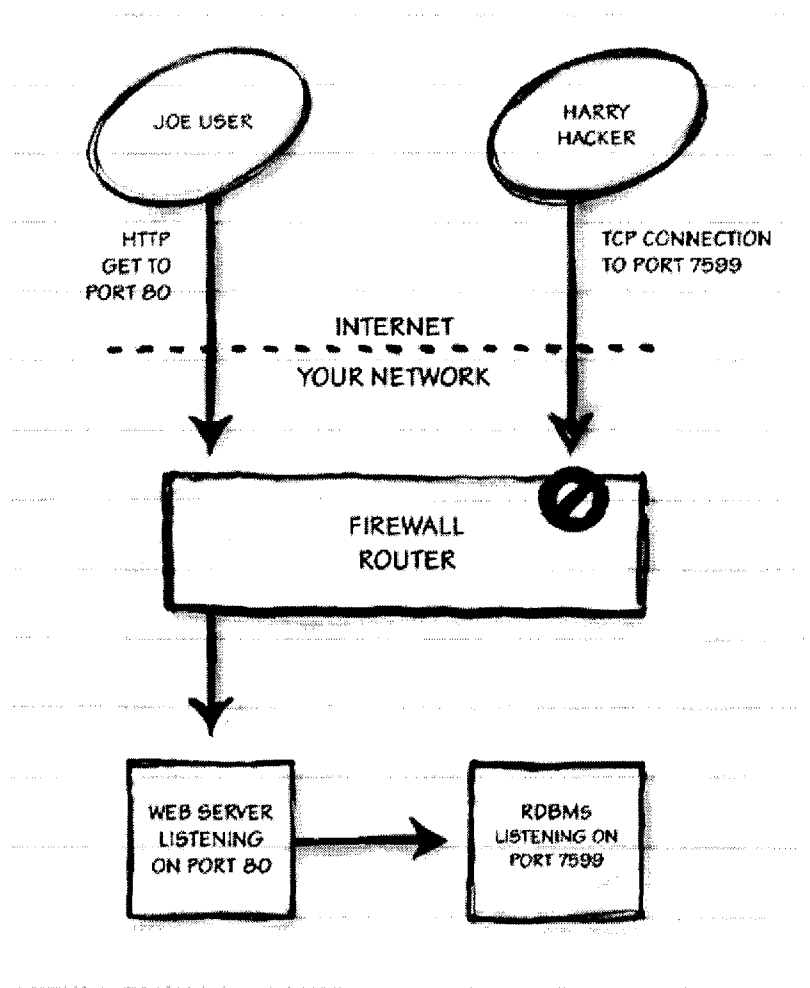 JOE USER
HARRY
HACKER
HTTP
GET TO
PORT 80
TCP CONNECTION
TO PORT 7599
INTERNET
YOUR NETWORK
FIREWALL
ROUTER
WEB SERVER
LISTENING
ON PORT 80
RDBMS
LISTENING ON
PORT 7599